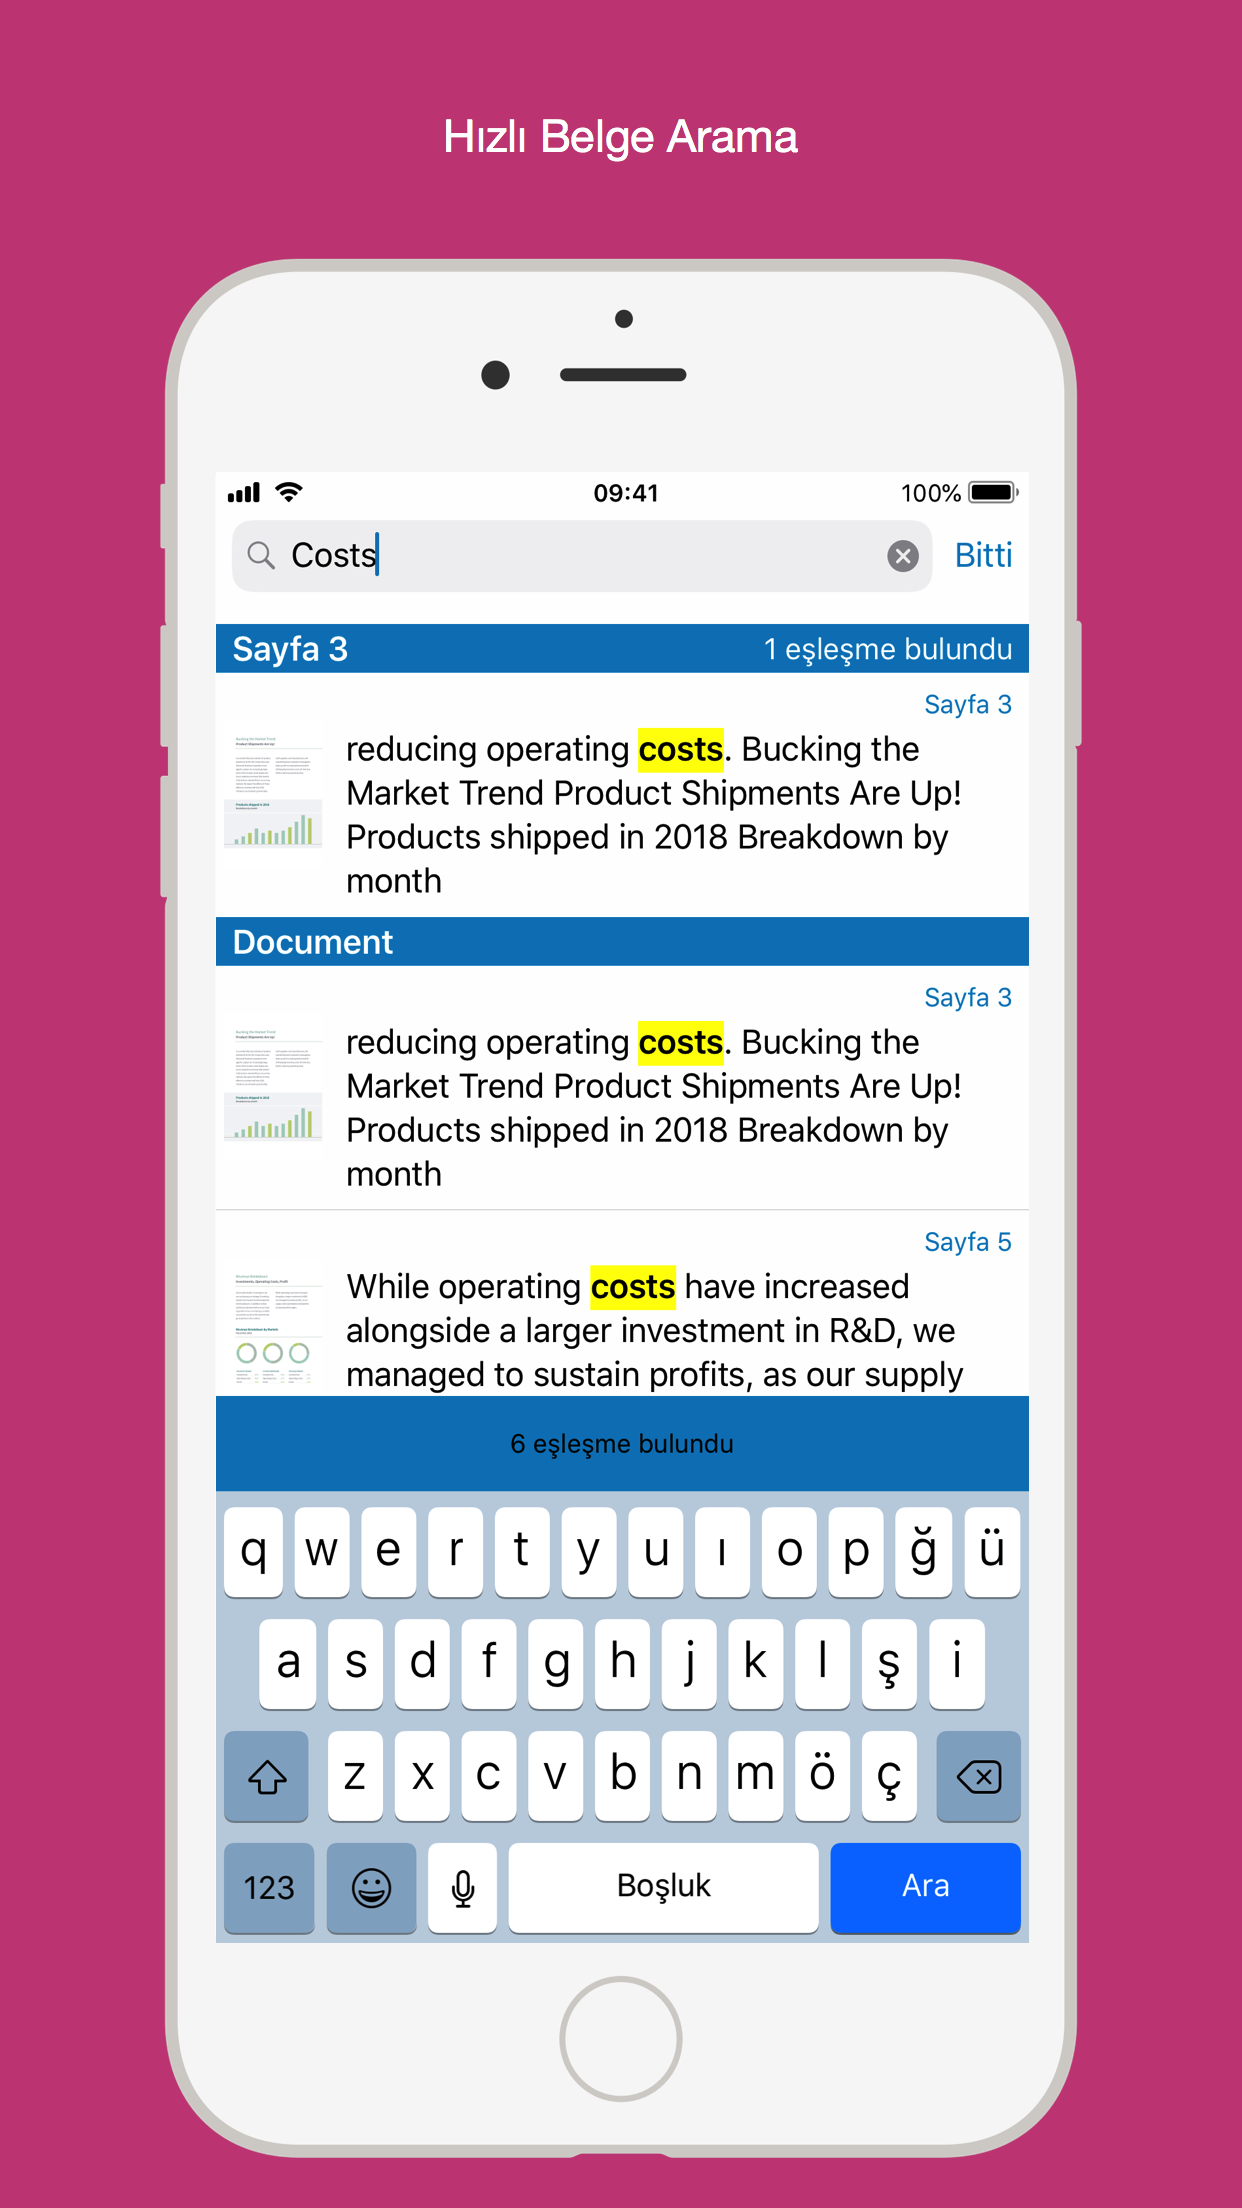 Hızlı Belge Arama
09:41
100%
Costs
Bitti
Sayfa 3
1 eşleşme bulundu
Sayfa 3
reducing operating costs. Bucking the
Market Trend Product Shipments Are Up!
Products shipped in 2018 Breakdown by
month
Document
Sayfa 3
reducing operating costs. Bucking the
Market Trend Product Shipments Are Up!
Products shipped in 2018 Breakdown by
month
Sayfa 5
While operating costs have increased
alongside a larger investment in R&D, we
managed to sustain profits, as our supply
6 eşleşme bulundu
q w e r t y u ı o p ğ ü
a s d f g h j k l ş i
z x c v b n m ö ç
123
Boşluk
Ara